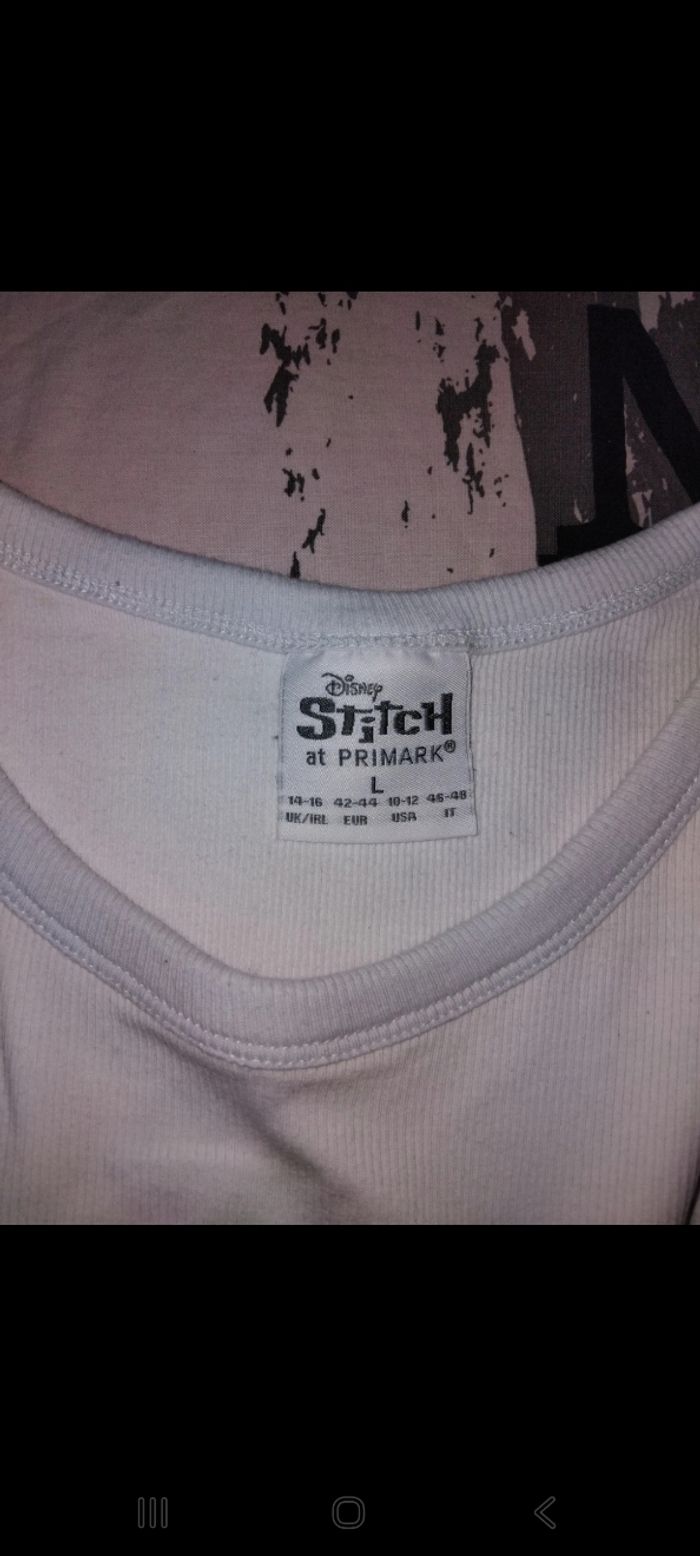 Disney
Stitch
at PRIMARK®
L
14-16 42-44 10-12 46-48
UK/IRL EUR USA IT